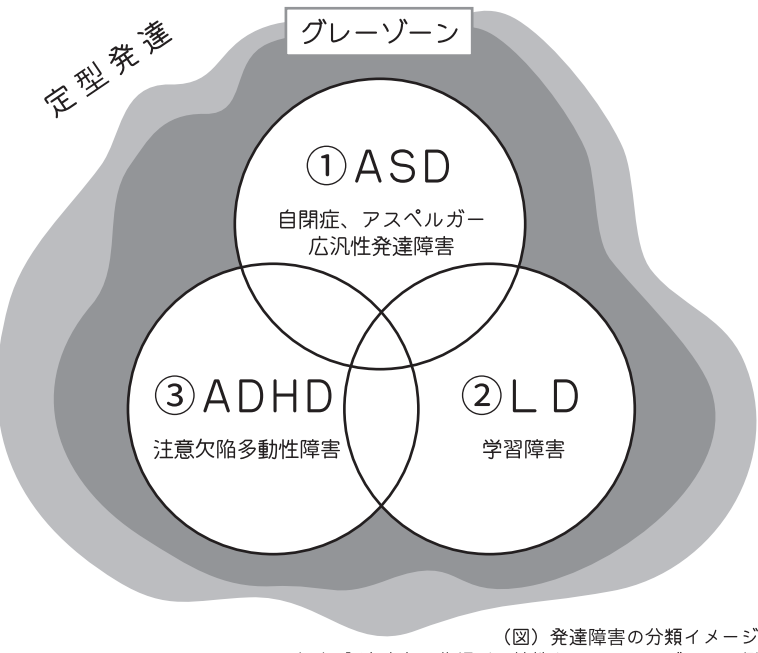 グレーゾーン
定型発達
①ASD
自閉症、アスペルガー
広汎性発達障害
③ADHD
注意欠陥多動性障害
②LD
学習障害
（図）発達障害の分類イメージ